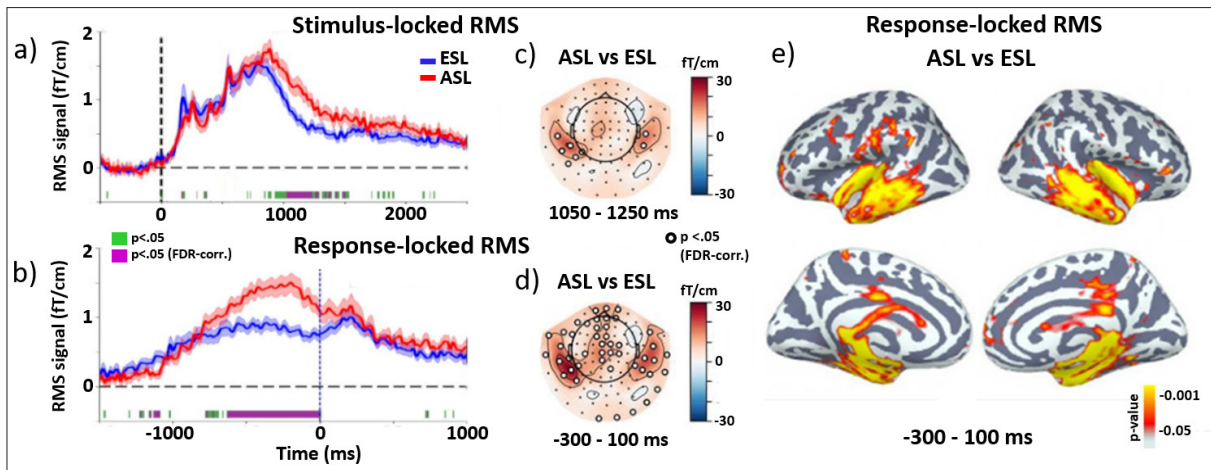 Stimulus-locked RMS
a)
RMS signal (fT/cm)
2
1
0
ESL
ASL
0
1000
2000
p<.05
p<.05 (FDR-corr.)
Response-locked RMS
b)
RMS signal (fT/cm)
2
1
0
-1000
0
1000
Time (ms)
c)
ASL vs ESL
fT/cm
30
0
-30
1050 - 1250 ms
p <.05
(FDR-corr.)
d)
ASL vs ESL
fT/cm
30
0
-30
-300 - 100 ms
Response-locked RMS
e)
ASL vs ESL
p-value
-0.001
-0.05
-300 - 100 ms